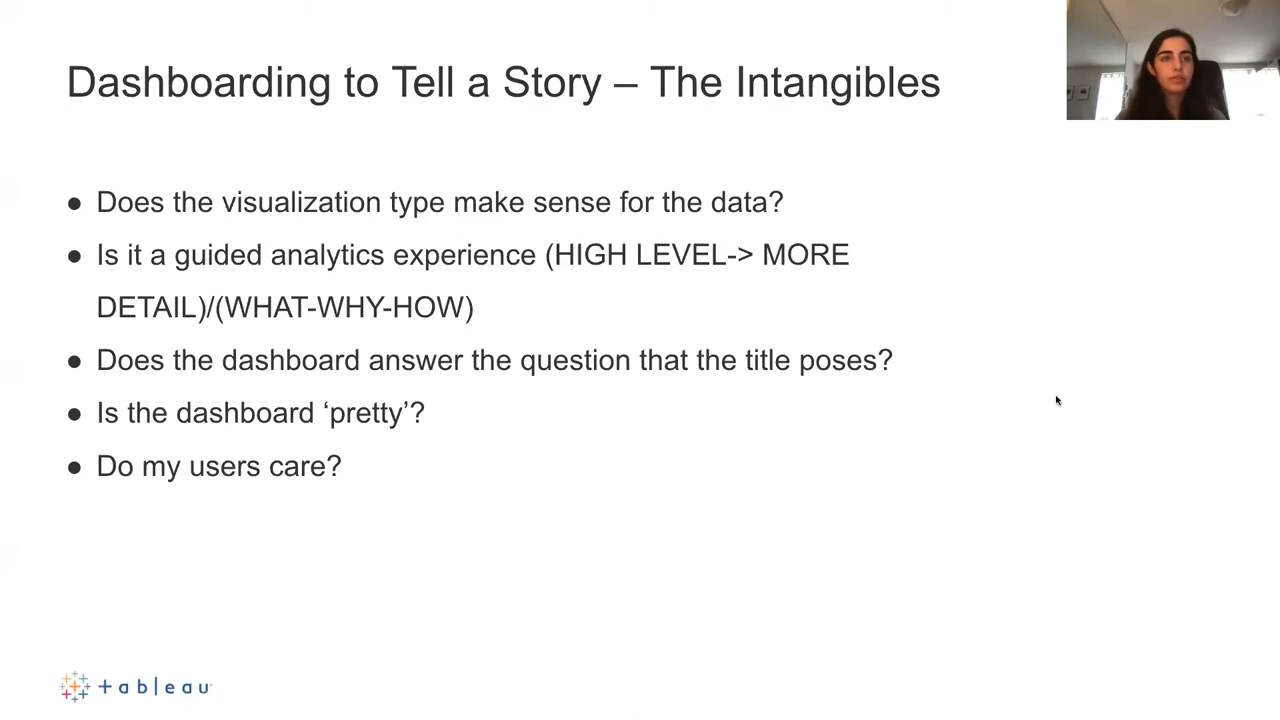 Dashboarding to Tell a Story – The Intangibles
● Does the visualization type make sense for the data?
● Is it a guided analytics experience (HIGH LEVEL-> MORE
DETAIL)/(WHAT-WHY-HOW)
● Does the dashboard answer the question that the title poses?
● Is the dashboard ‘pretty’?
● Do my users care?
+ableau